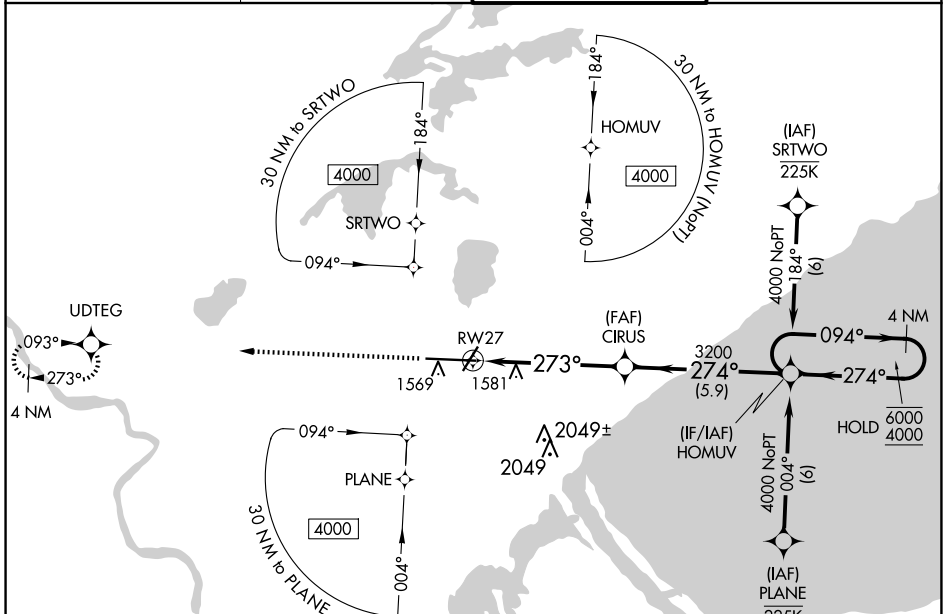 30 NM to SRTWO
184°
4000
SRTWO
094°
184°
HOMUV
4000
004°
30 NM to HOMUV (NoPT)
(IAF)
SRTWO
225K
4000 NoPT
184°
(6)
4 NM
094°
274°
HOLD
6000
4000
UDTEG
093°
273°
4 NM
RW27
1569
1581
273°
(FAF)
CIRUS
3200
274°
(5.9)
(IF/IAF)
HOMUV
2049±
2049
094°
PLANE
4000
004°
30 NM to PLANE
4000 NoPT
004°
(6)
(IAF)
PLANE
225K